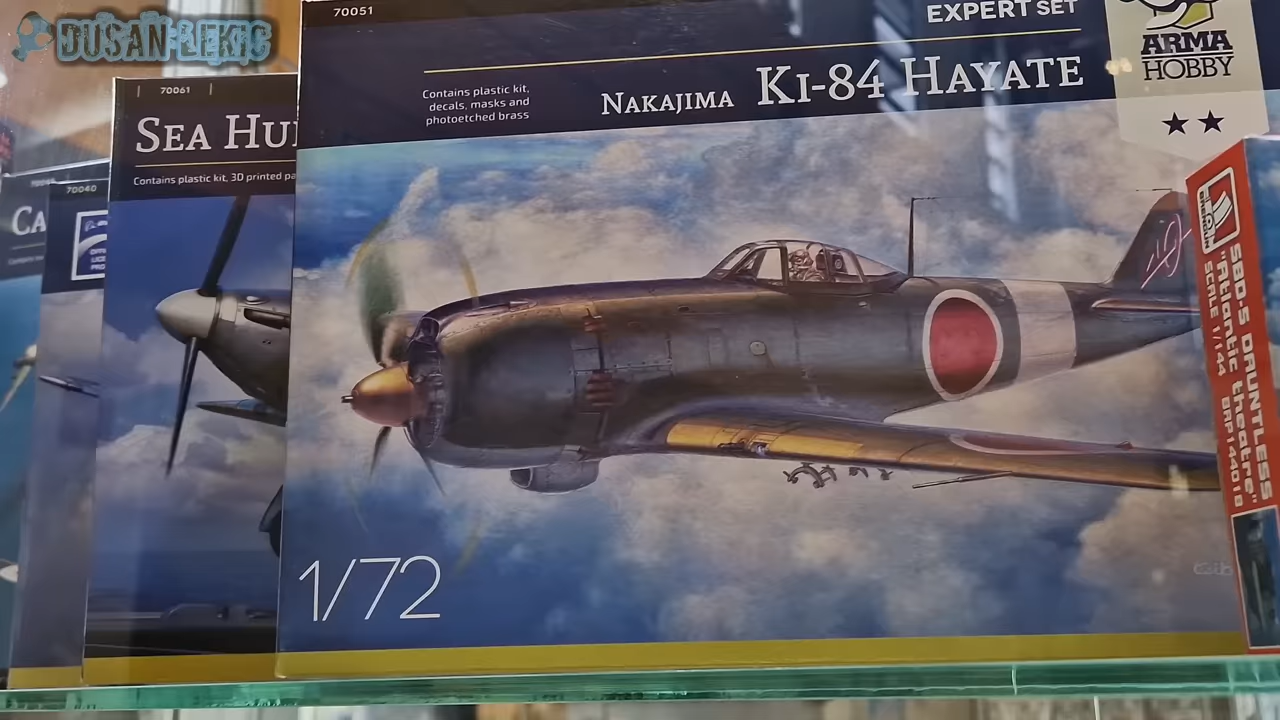 DUSAN LEKIC
70051
EXPERT SET
Contains plastic kit,
decals, masks and
photoetched brass
NAKAJIMA KI-84 HAYATE
ARMA
HOBBY
1/72
70061
SEA HU
Contains plastic kit, 3D printed pa
70040
CA
SBD-5 DAUNTLESS
"Atlantic theatre"
SCALE 1/144 BRP144018